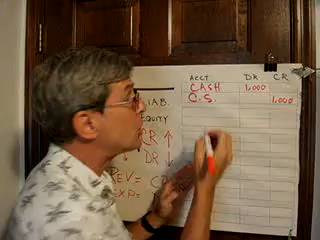 ACCT DR CR
CASH 1,000
C.S. 1,000
LIAB.
EQUITY
CR ↑
DR
REV = CR
EXP =